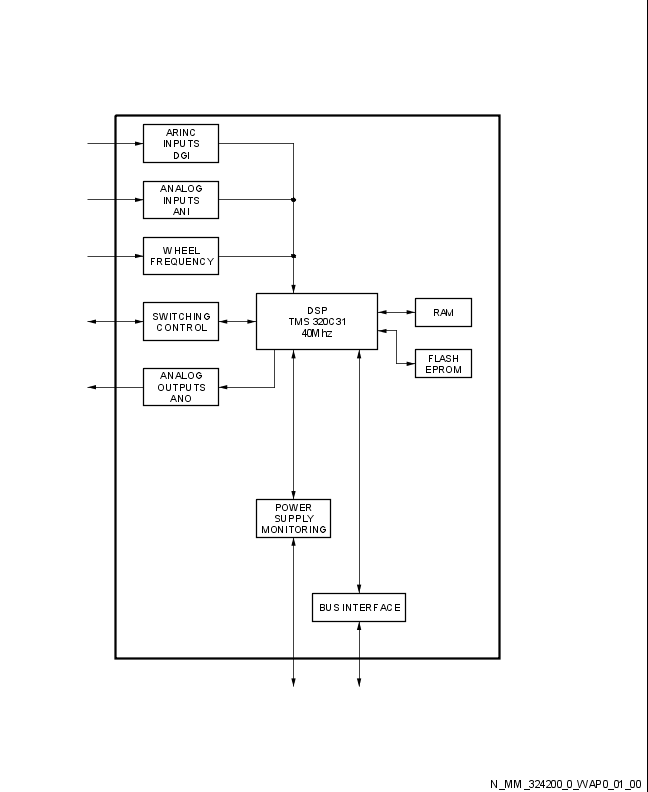 ARINC
INPUTS
DGI
ANALOG
INPUTS
ANI
WHEEL
FREQUENCY
SWITCHING
CONTROL
DSP
TMS 320C31
40Mhz
RAM
FLASH
EPROM
ANALOG
OUTPUTS
ANO
POWER
SUPPLY
MONITORING
BUS INTERFACE
N_MM_324200_0_WAP0_01_00